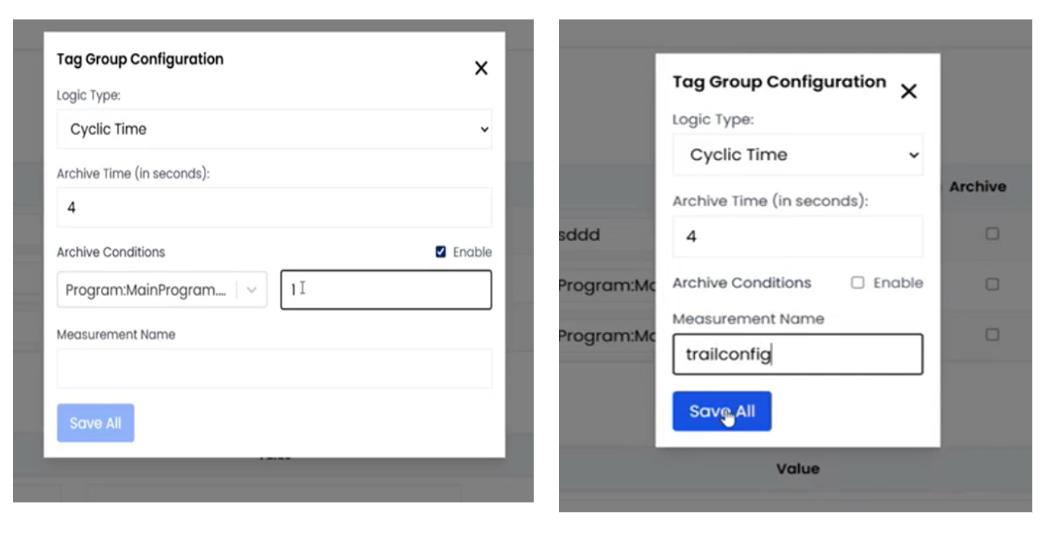 Tag Group Configuration
Logic Type:
Cyclic Time
Archive Time (in seconds):
4
Archive Conditions
Enable
Program:MainProgram....
1
Measurement Name
Save All
Tag Group Configuration
Logic Type:
Cyclic Time
Archive Time (in seconds):
4
Archive Conditions
Enable
Measurement Name
trailconfig
Save All
Archive
sddd
Program:Mc
Program:Mc
Value